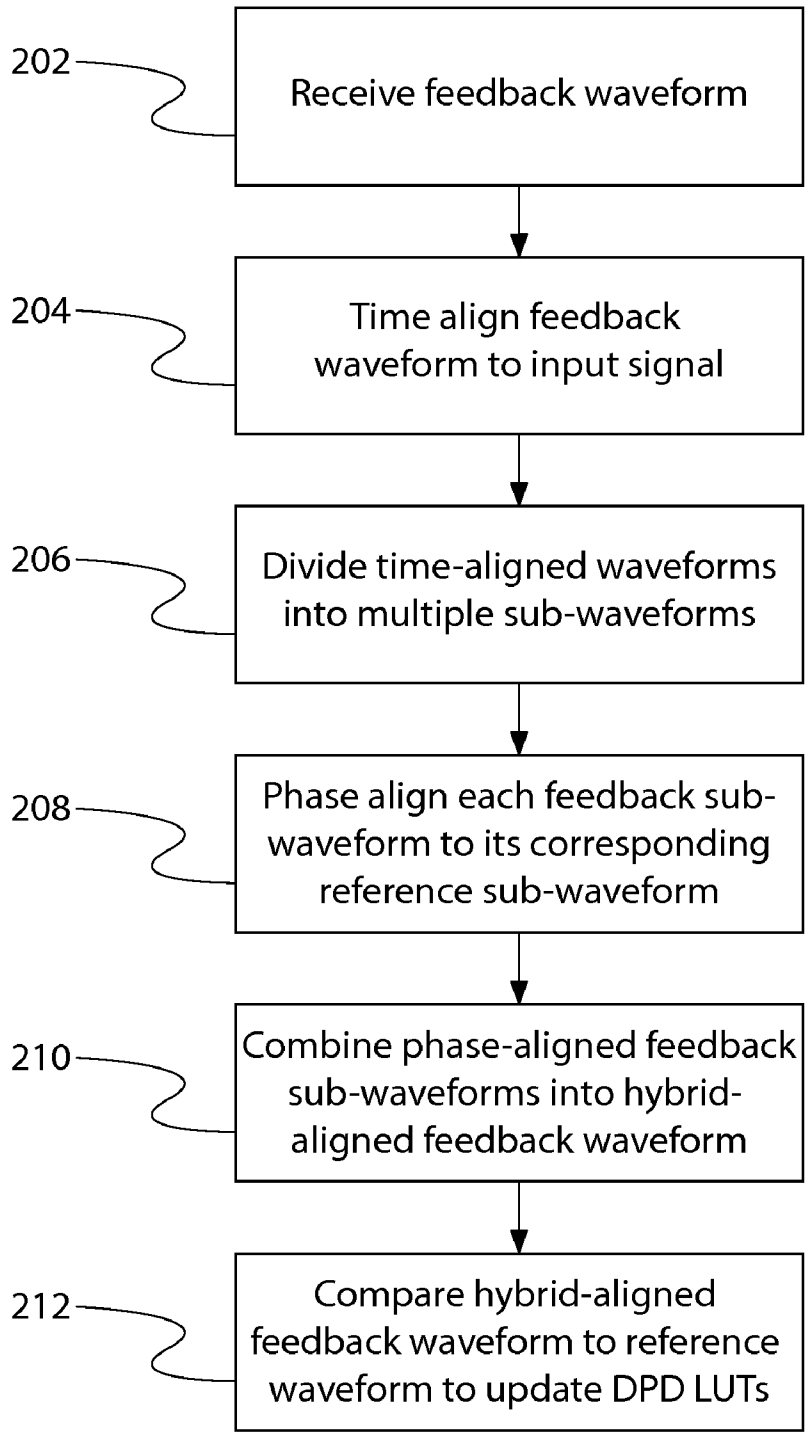 202
Receive feedback waveform
204
Time align feedback
waveform to input signal
206
Divide time-aligned waveforms
into multiple sub-waveforms
208
Phase align each feedback sub-
waveform to its corresponding
reference sub-waveform
210
Combine phase-aligned feedback
sub-waveforms into hybrid-
aligned feedback waveform
212
Compare hybrid-aligned
feedback waveform to reference
waveform to update DPD LUTs